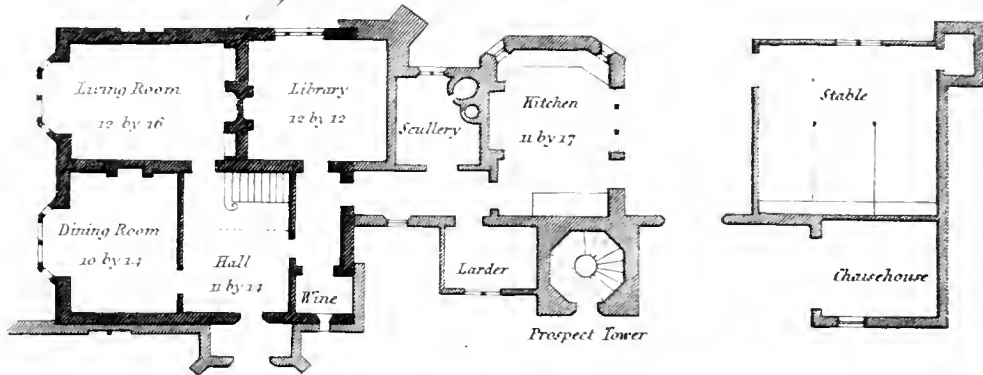 Living Room
12 by 16
Library
12 by 12
Scullery
Kitchen
11 by 17
Stable
Dining Room
10 by 14
Hall
11 by 14
Wine
Larder
Prospect Tower
Chaisehouse